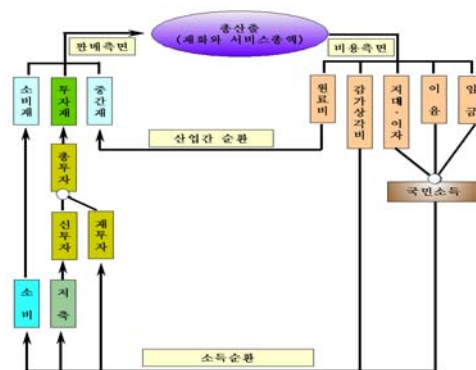 총산출
(재화와 서비스총액)
판매측면
비용측면
소비재
투자재
중간재
원료비
감가상각비
지대·이자
이윤
임금
산업간 순환
총투자
국민소득
신투자
재투자
소비
저축
소득순환